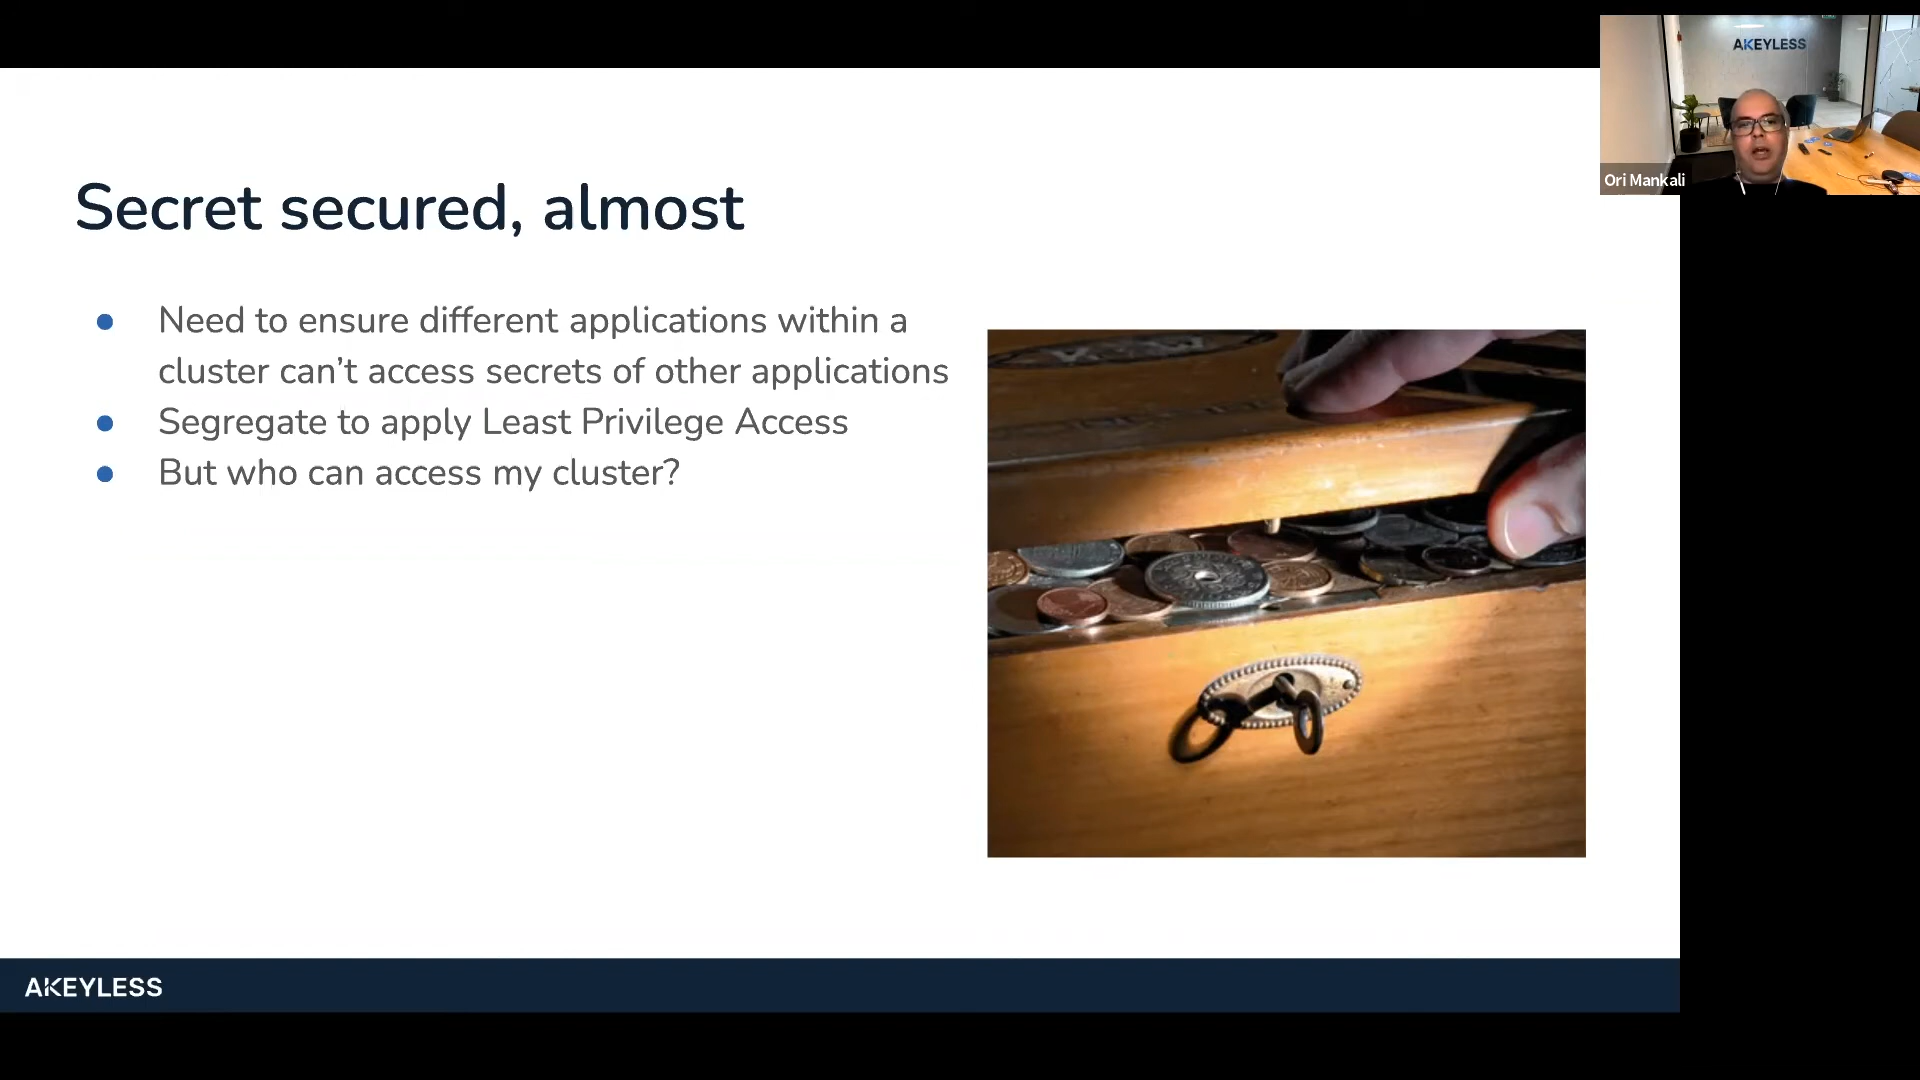 AKEYLESS
Ori Mankali
Secret secured, almost
● Need to ensure different applications within a
cluster can’t access secrets of other applications
● Segregate to apply Least Privilege Access
● But who can access my cluster?
AKEYLESS